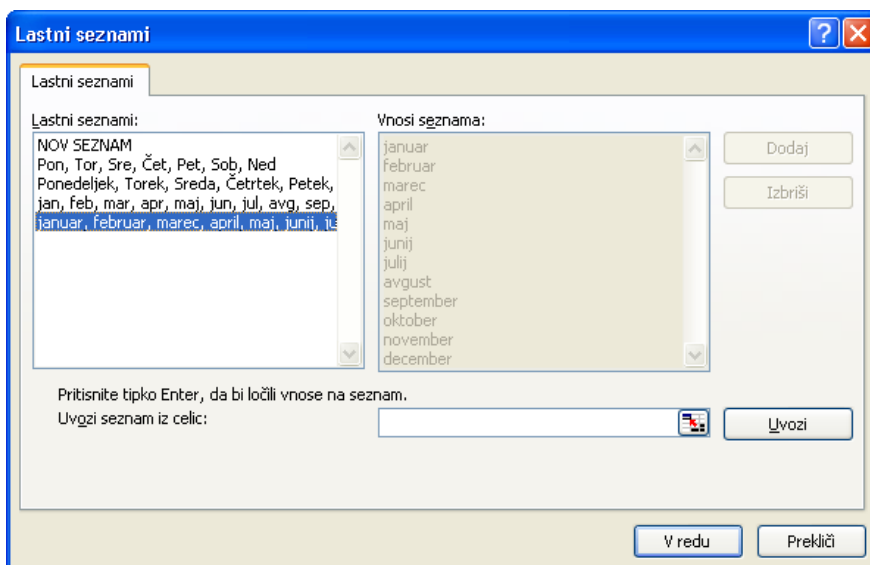 Lastni seznami
Lastni seznami
Lastni seznami:
NOV SEZNAM
Pon, Tor, Sre, Čet, Pet, Sob, Ned
Ponedeljek, Torek, Sreda, Četrtek, Petek,
jan, feb, mar, apr, maj, jun, jul, avg, sep,
januar, februar, marec, april, maj, junij,
Vnosi seznama:
januar
februar
marec
april
maj
junij
julij
avgust
september
oktober
november
december
Dodaj
Izbriši
Pritisnite tipko Enter, da bi ločili vnose na seznam.
Uvozi seznam iz celic:
Uvozi
V redu
Prekliči